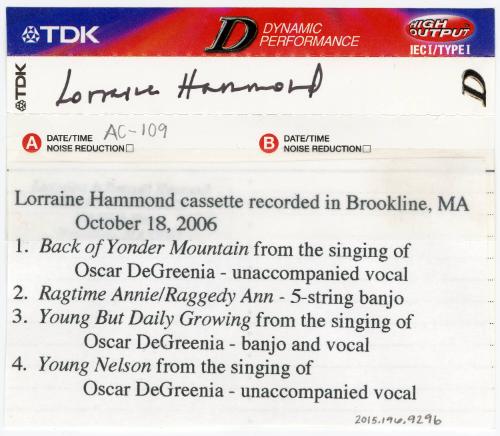 TDK
D DYNAMIC PERFORMANCE
HIGH OUTPUT
IEC I / TYPE I
TDK
Lorraine Hammond
D
A DATE/TIME AC-109
NOISE REDUCTION
B DATE/TIME
NOISE REDUCTION
Lorraine Hammond cassette recorded in Brookline, MA
October 18, 2006
1. Back of Yonder Mountain from the singing of
Oscar DeGreenia - unaccompanied vocal
2. Ragtime Annie/Raggedy Ann - 5-string banjo
3. Young But Daily Growing from the singing of
Oscar DeGreenia - banjo and vocal
4. Young Nelson from the singing of
Oscar DeGreenia - unaccompanied vocal
2015.196.9296